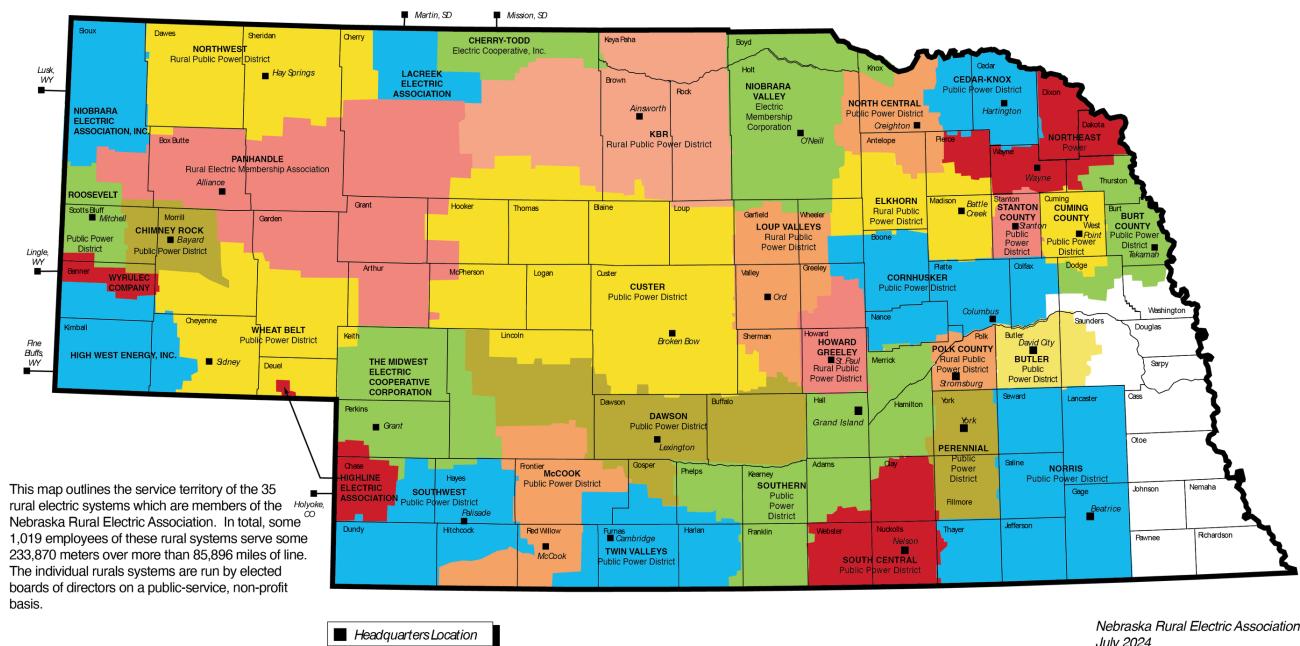 Martin, SD
Mission, SD
Sioux
Dawes
Sheridan
Cherry
NORTHWEST
Rural Public Power District
Hay Springs
CHERRY-TODD
Electric Cooperative, Inc.
Keya Paha
Boyd
Holt
Knox
Cedar
CEDAR-KNOX
Public Power District
Hartington
Dixon
Dakota
NORTHEAST
Power
Lusk,
WY
LACREEK
ELECTRIC
ASSOCIATION
Brown
Rock
Ainsworth
KBR
Rural Public Power District
NIOBRARA
VALLEY
Electric
Membership
Corporation
O'Neill
NORTH CENTRAL
Public Power District
Creighton
Antelope
Pierce
Wayne
Wayne
Thurston
NIOBRARA
ELECTRIC
ASSOCIATION, INC.
Box Butte
PANHANDLE
Rural Electric Membership Association
Alliance
ROOSEVELT
Scotts Bluff
Mitchell
Public Power
District
Morrill
CHIMNEY ROCK
Bayard
Public Power District
Garden
Grant
Hooker
Thomas
Blaine
Loup
Garfield
Wheeler
LOUP VALLEYS
Rural Public
Power District
ELKHORN
Rural Public
Power District
Boone
Madison
Battle
Creek
Stanton
STANTON
COUNTY
Stanton
Public
Power
District
Cuming
CUMING
COUNTY
West
Point
Public Power
District
Burt
BURT
COUNTY
Public Power
District
Tekamah
Lingle,
WY
Banner
WYRULEC
COMPANY
Arthur
McPherson
Logan
Custer
CUSTER
Public Power District
Broken Bow
Valley
Ord
Greeley
CORNHUSKER
Public Power District
Platte
Colfax
Dodge
Columbus
Nance
Washington
Douglas
Saunders
Sarpy
Kimball
HIGH WEST ENERGY, INC.
Pine
Bluffs,
WY
Cheyenne
WHEAT BELT
Public Power District
Sidney
Deuel
Keith
Lincoln
THE MIDWEST
ELECTRIC
COOPERATIVE
CORPORATION
Sherman
Howard
HOWARD
GREELEY
St. Paul
Rural Public
Power District
Merrick
Polk
POLK COUNTY
Rural Public
Power District
Stromsburg
Butler
David City
BUTLER
Public Power
District
Perkins
Grant
Dawson
DAWSON
Public Power District
Lexington
Buffalo
Hall
Grand Island
Hamilton
York
York
PERENNIAL
Public
Power
District
Fillmore
Seward
Lancaster
Cass
Otoe
Chase
HIGHLINE
ELECTRIC
ASSOCIATION
Holyoke,
CO
Hayes
SOUTHWEST
Public Power District
Palisade
Frontier
McCOOK
Public Power District
Gosper
Phelps
Kearney
SOUTHERN
Public
Power
District
Adams
Clay
Saline
NORRIS
Public Power District
Gage
Beatrice
Johnson
Nemaha
Dundy
Hitchcock
Red Willow
McCook
Furnas
Cambridge
TWIN VALLEYS
Public Power District
Harlan
Franklin
Webster
Nuckolls
Nelson
SOUTH CENTRAL
Public Power District
Thayer
Jefferson
Pawnee
Richardson
This map outlines the service territory of the 35
rural electric systems which are members of the
Nebraska Rural Electric Association. In total, some
1,019 employees of these rural systems serve some
233,870 meters over more than 85,896 miles of line.
The individual rurals systems are run by elected
boards of directors on a public-service, non-profit
basis.
Headquarters Location
Nebraska Rural Electric Association
July 2024